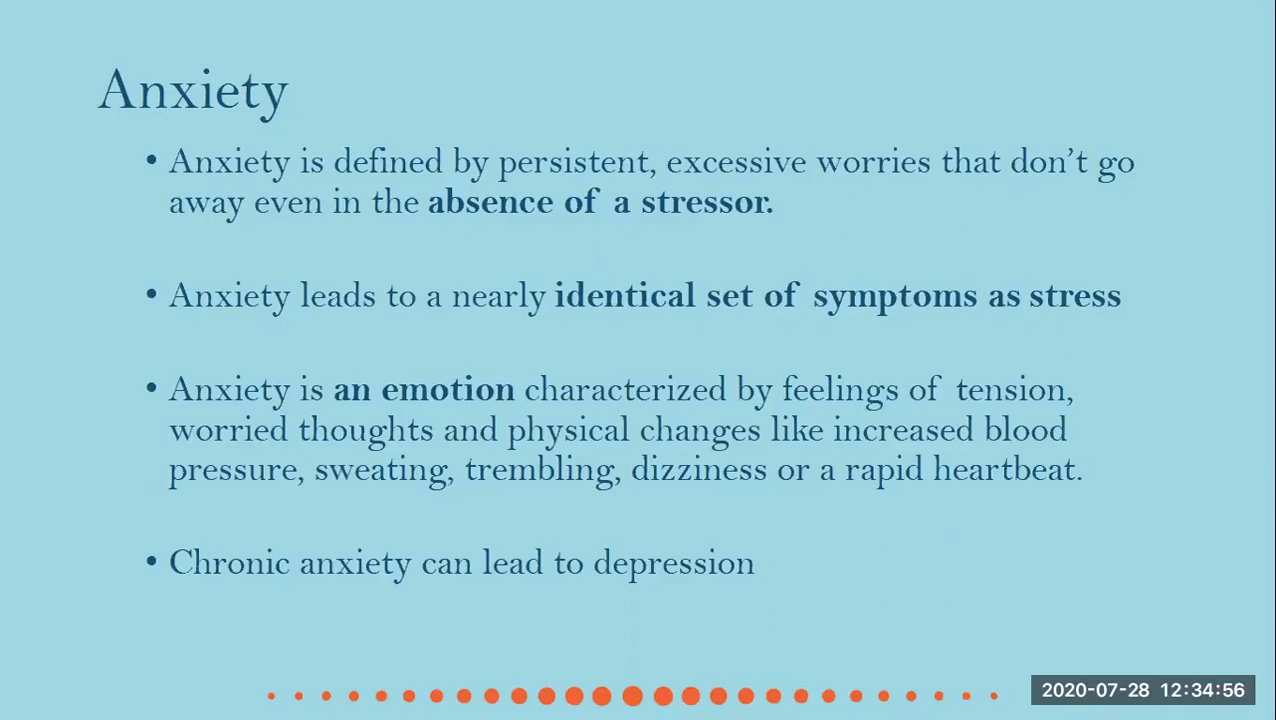 Anxiety
• Anxiety is defined by persistent, excessive worries that don’t go
away even in the absence of a stressor.
• Anxiety leads to a nearly identical set of symptoms as stress
• Anxiety is an emotion characterized by feelings of tension,
worried thoughts and physical changes like increased blood
pressure, sweating, trembling, dizziness or a rapid heartbeat.
• Chronic anxiety can lead to depression
2020-07-28 12:34:56